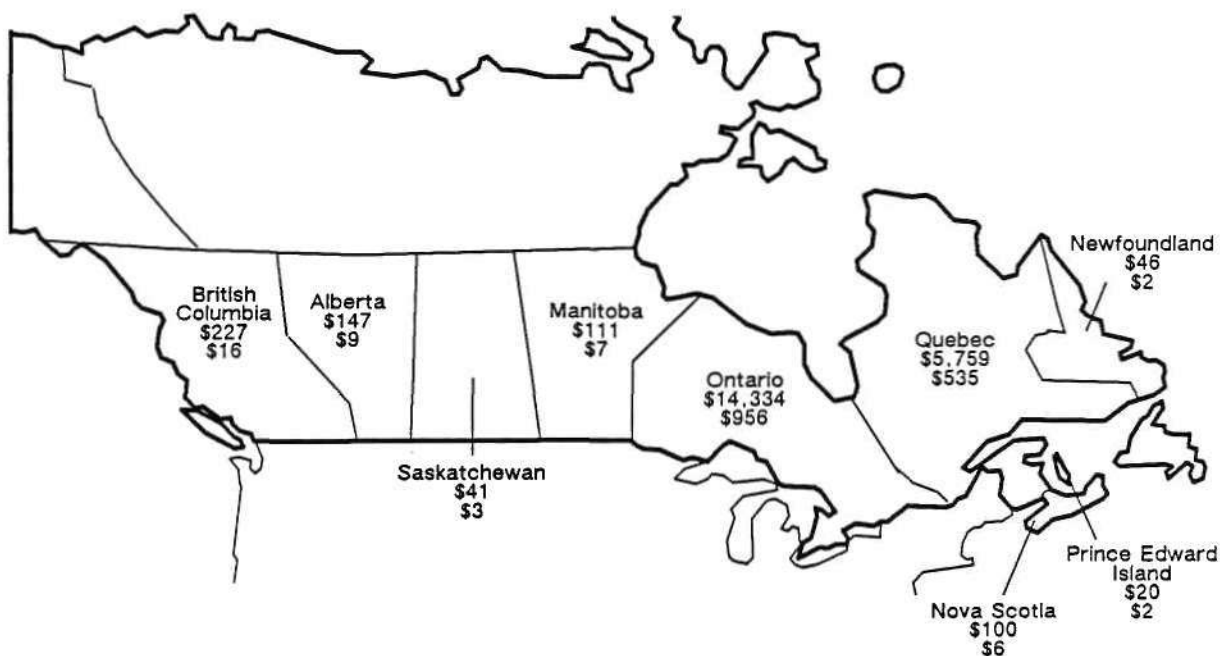 British
Columbia
$227
$16
Alberta
$147
$9
Saskatchewan
$41
$3
Manitoba
$111
$7
Ontario
$14,334
$956
Quebec
$5,759
$535
Newfoundland
$46
$2
Prince Edward
Island
$20
$2
Nova Scotia
$100
$6